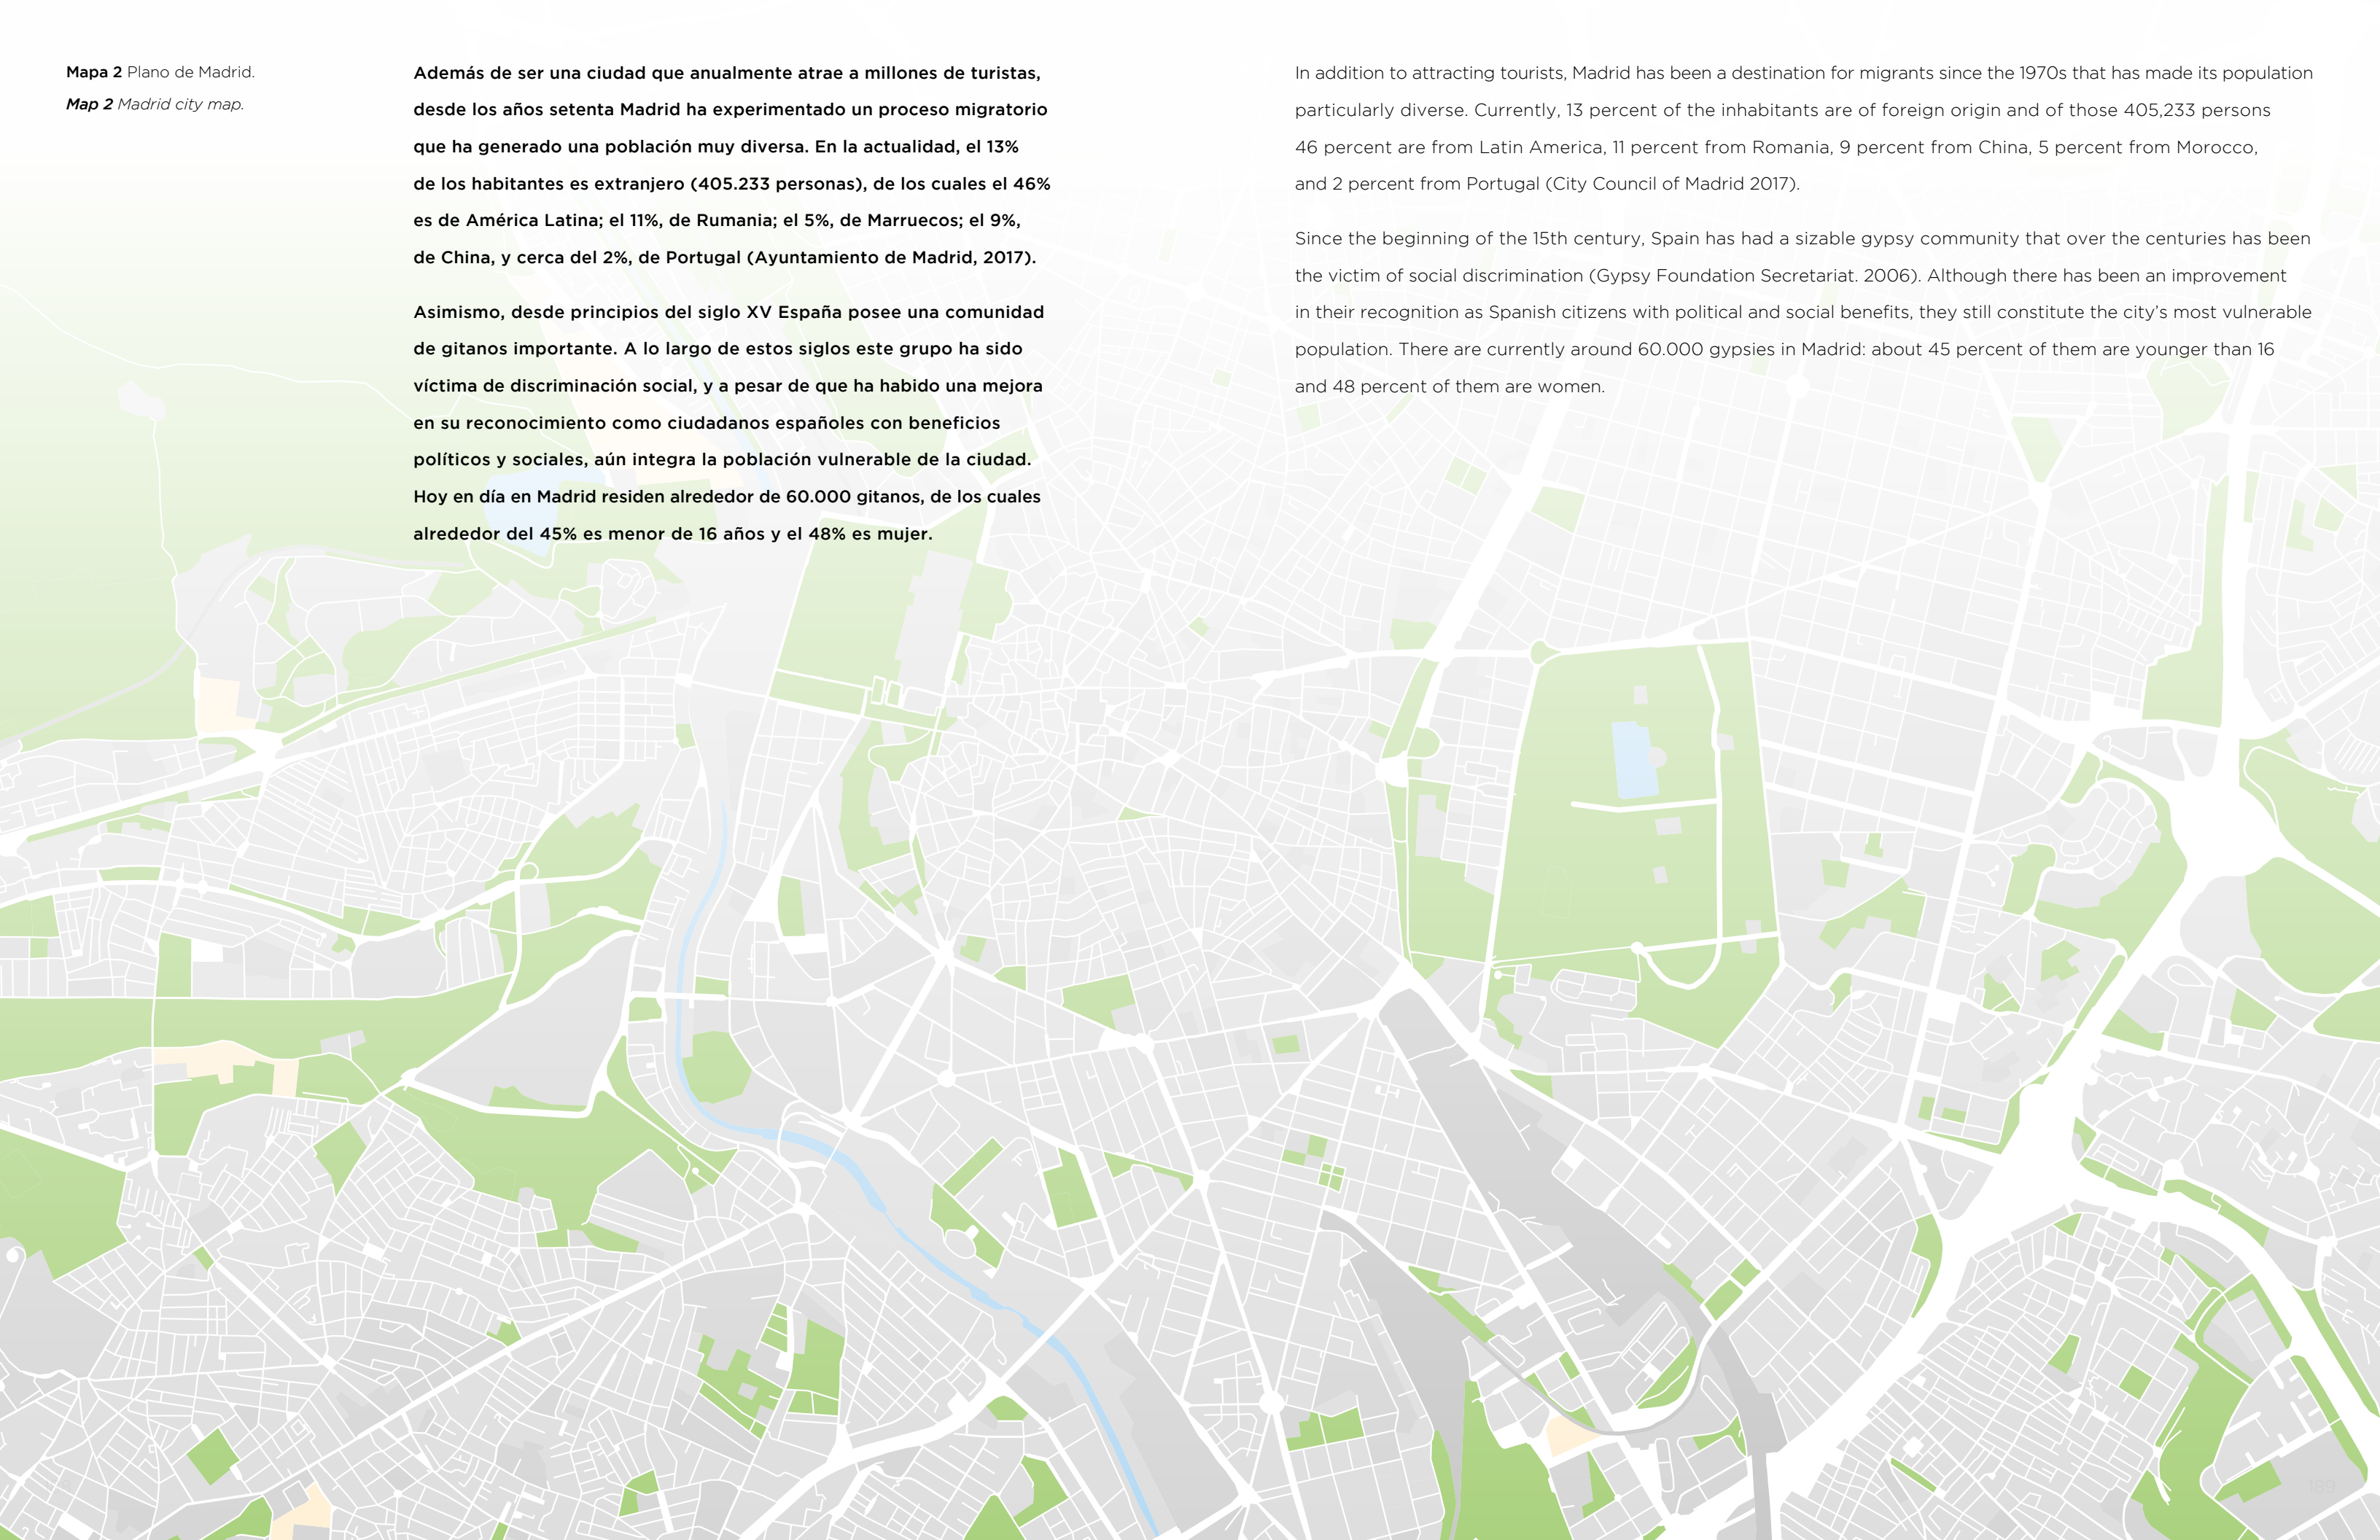 Mapa 2 Plano de Madrid.
Map 2 Madrid city map.
Además de ser una ciudad que anualmente atrae a millones de turistas,
desde los años setenta Madrid ha experimentado un proceso migratorio
que ha generado una población muy diversa. En la actualidad, el 13%
de los habitantes es extranjero (405.233 personas), de los cuales el 46%
es de América Latina; el 11%, de Rumania; el 5%, de Marruecos; el 9%,
de China, y cerca del 2%, de Portugal (Ayuntamiento de Madrid, 2017).
Asimismo, desde principios del siglo XV España posee una comunidad
de gitanos importante. A lo largo de estos siglos este grupo ha sido
víctima de discriminación social, y a pesar de que ha habido una mejora
en su reconocimiento como ciudadanos españoles con beneficios
políticos y sociales, aún integra la población vulnerable de la ciudad.
Hoy en día en Madrid residen alrededor de 60.000 gitanos, de los cuales
alrededor del 45% es menor de 16 años y el 48% es mujer.
In addition to attracting tourists, Madrid has been a destination for migrants since the 1970s that has made its population
particularly diverse. Currently, 13 percent of the inhabitants are of foreign origin and of those 405,233 persons
46 percent are from Latin America, 11 percent from Romania, 9 percent from China, 5 percent from Morocco,
and 2 percent from Portugal (City Council of Madrid 2017).
Since the beginning of the 15th century, Spain has had a sizable gypsy community that over the centuries has been
the victim of social discrimination (Gypsy Foundation Secretariat. 2006). Although there has been an improvement
in their recognition as Spanish citizens with political and social benefits, they still constitute the city’s most vulnerable
population. There are currently around 60.000 gypsies in Madrid: about 45 percent of them are younger than 16
and 48 percent of them are women.
189